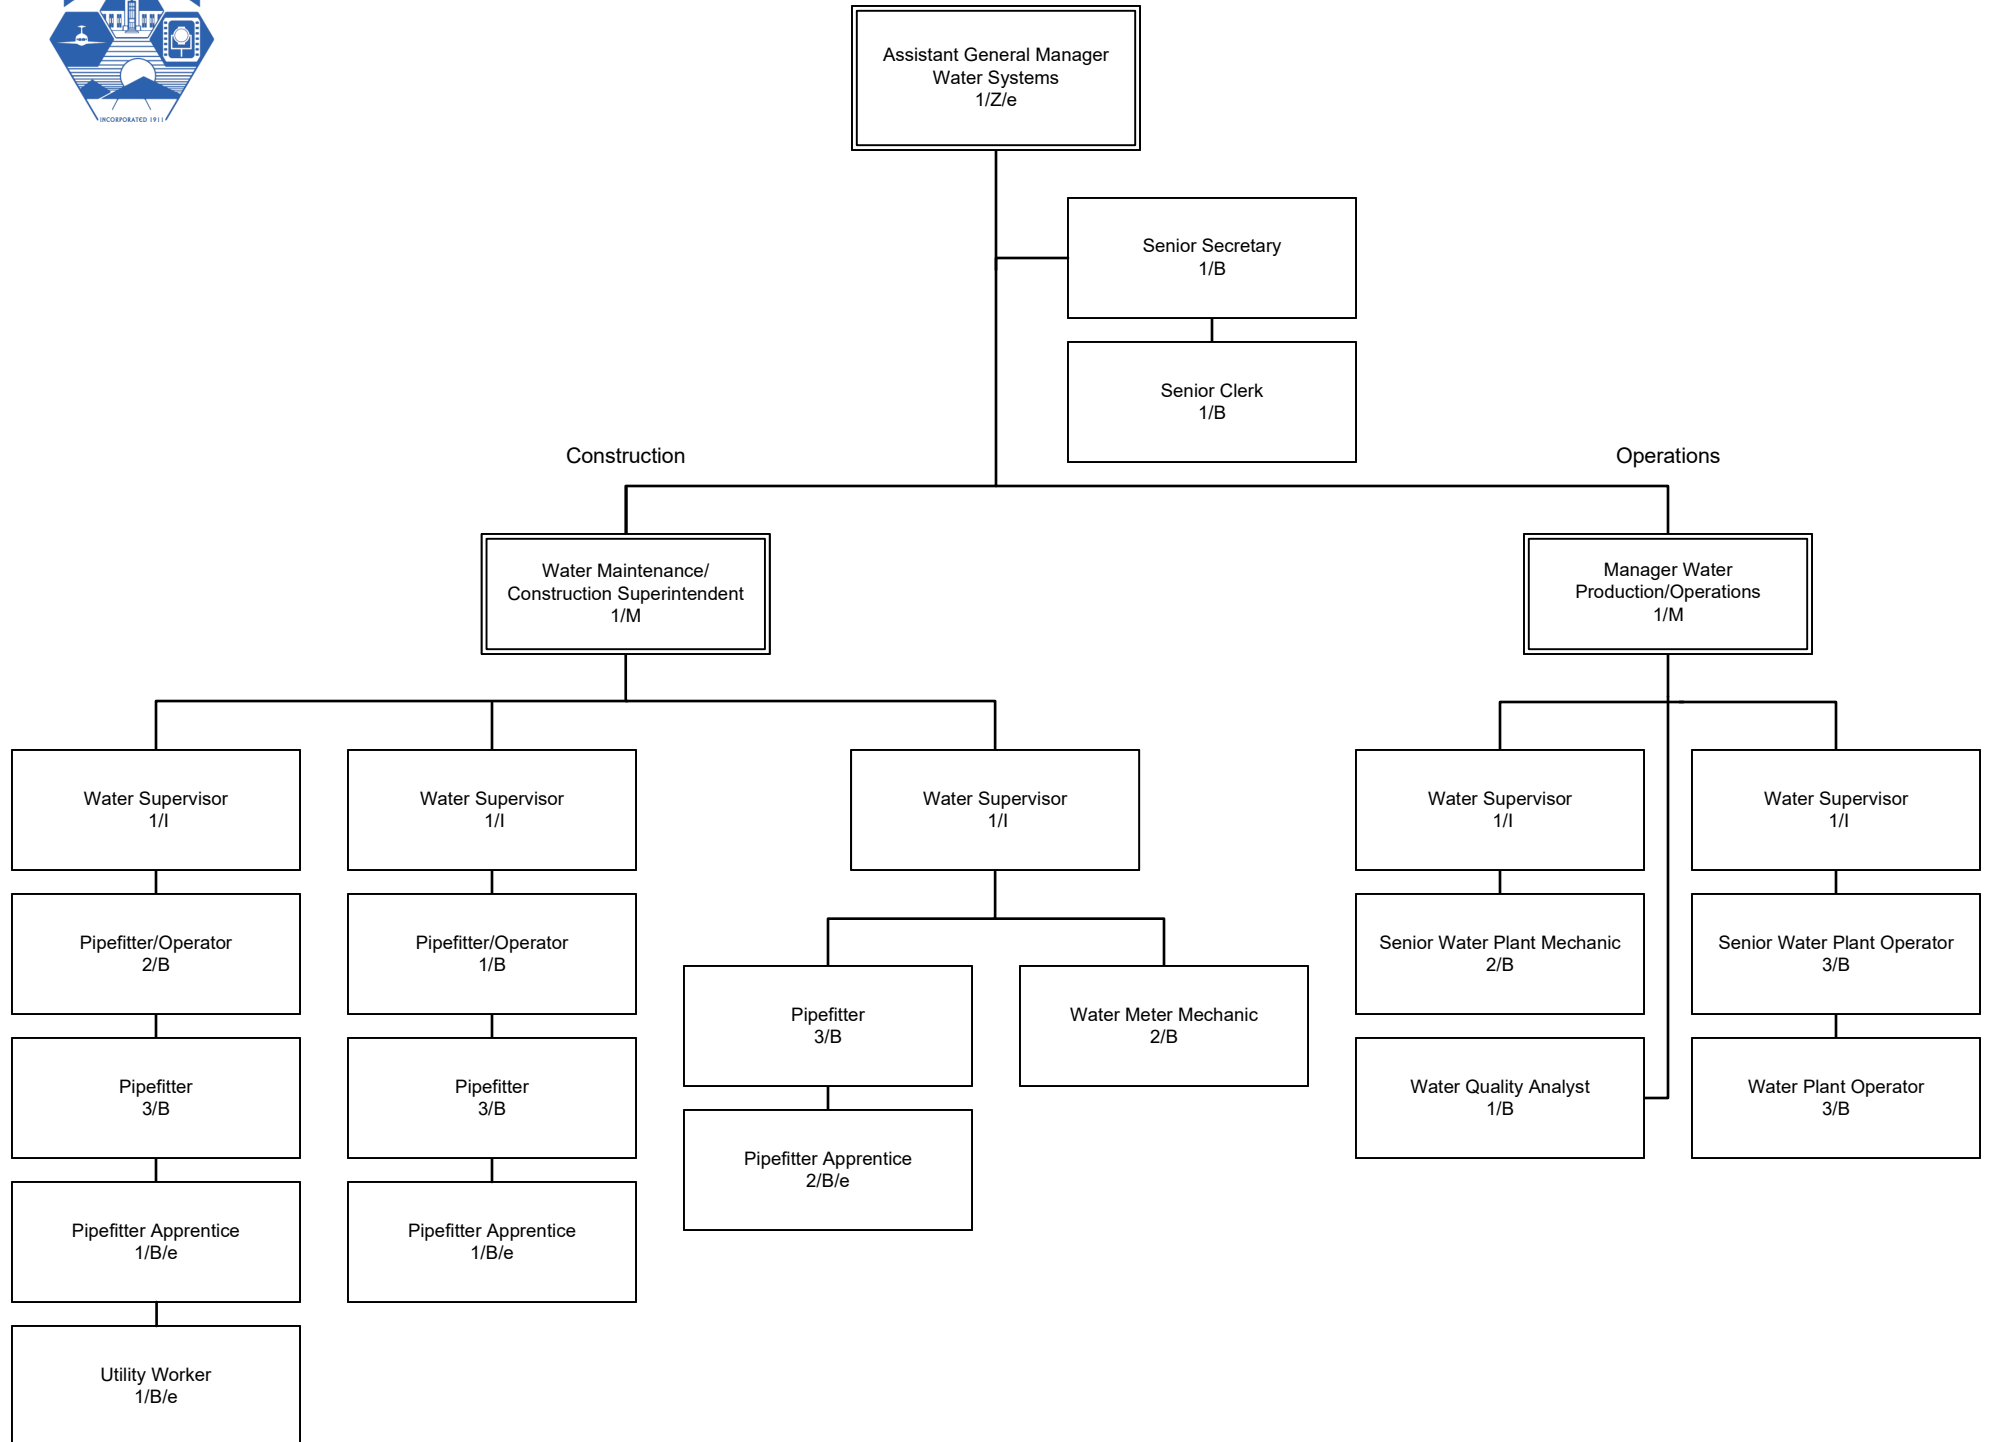 INCORPORATED 1911
Assistant General Manager
Water Systems
1/Z/e
Senior Secretary
1/B
Senior Clerk
1/B
Construction
Operations
Water Maintenance/
Construction Superintendent
1/M
Manager Water
Production/Operations
1/M
Water Supervisor
1/I
Water Supervisor
1/I
Water Supervisor
1/I
Water Supervisor
1/I
Water Supervisor
1/I
Pipefitter/Operator
2/B
Pipefitter/Operator
1/B
Senior Water Plant Mechanic
2/B
Senior Water Plant Operator
3/B
Pipefitter
3/B
Water Meter Mechanic
2/B
Pipefitter
3/B
Pipefitter
3/B
Water Quality Analyst
1/B
Water Plant Operator
3/B
Pipefitter Apprentice
2/B/e
Pipefitter Apprentice
1/B/e
Pipefitter Apprentice
1/B/e
Utility Worker
1/B/e